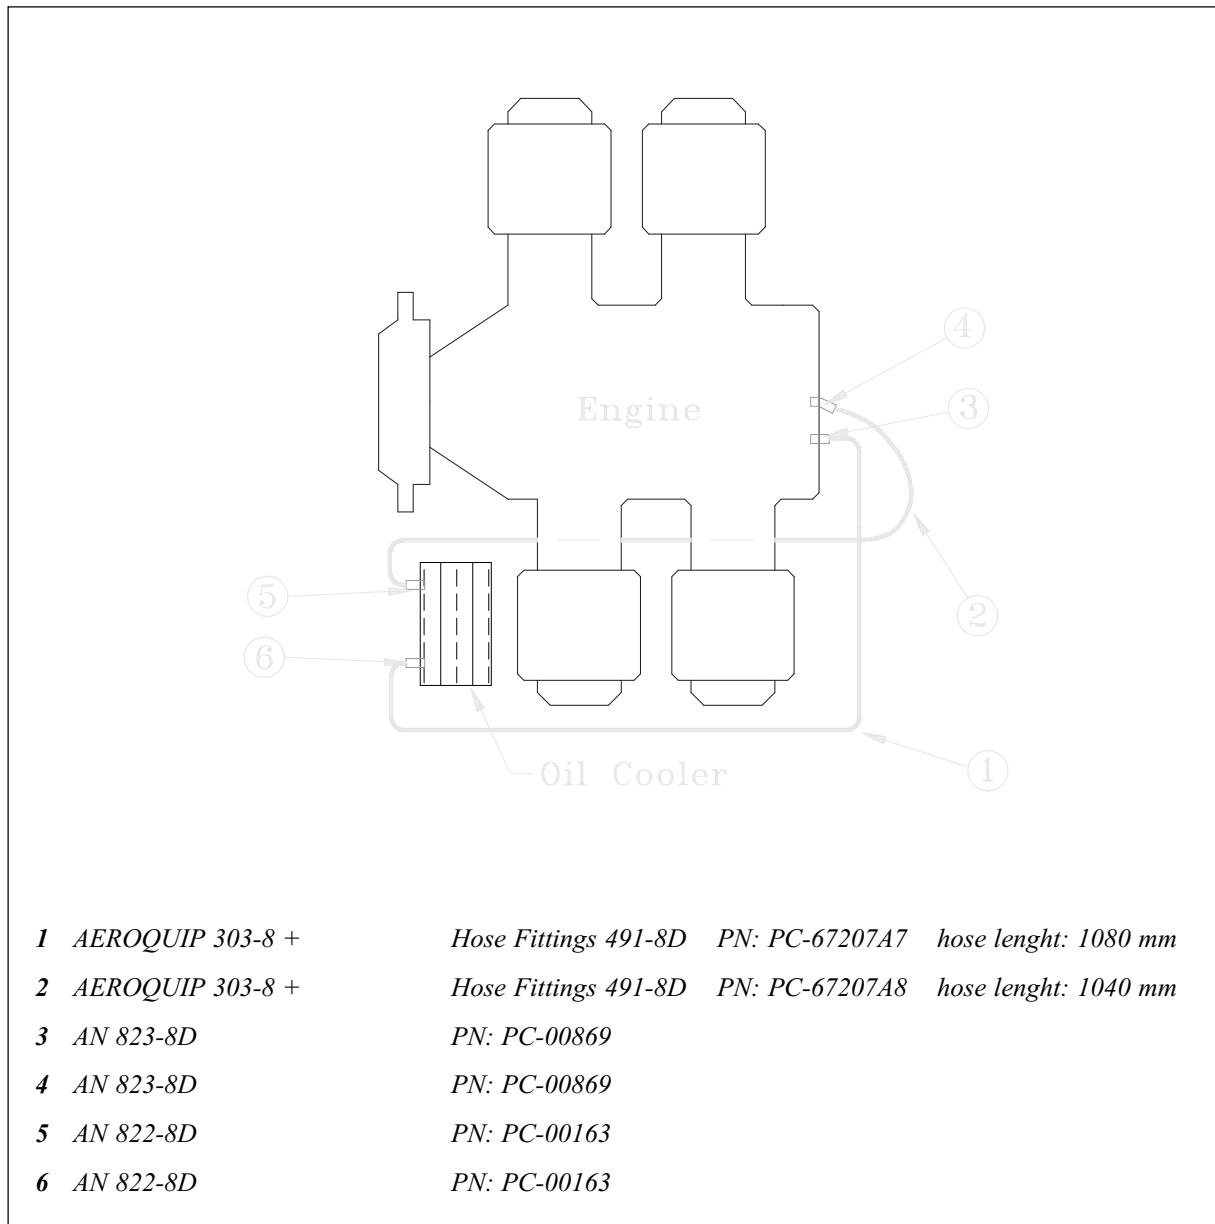 4
Engine
3
5
2
6
Oil Cooler
1
1 AEROQUIP 303-8 + Hose Fittings 491-8D PN: PC-67207A7 hose lenght: 1080 mm
2 AEROQUIP 303-8 + Hose Fittings 491-8D PN: PC-67207A8 hose lenght: 1040 mm
3 AN 823-8D PN: PC-00869
4 AN 823-8D PN: PC-00869
5 AN 822-8D PN: PC-00163
6 AN 822-8D PN: PC-00163